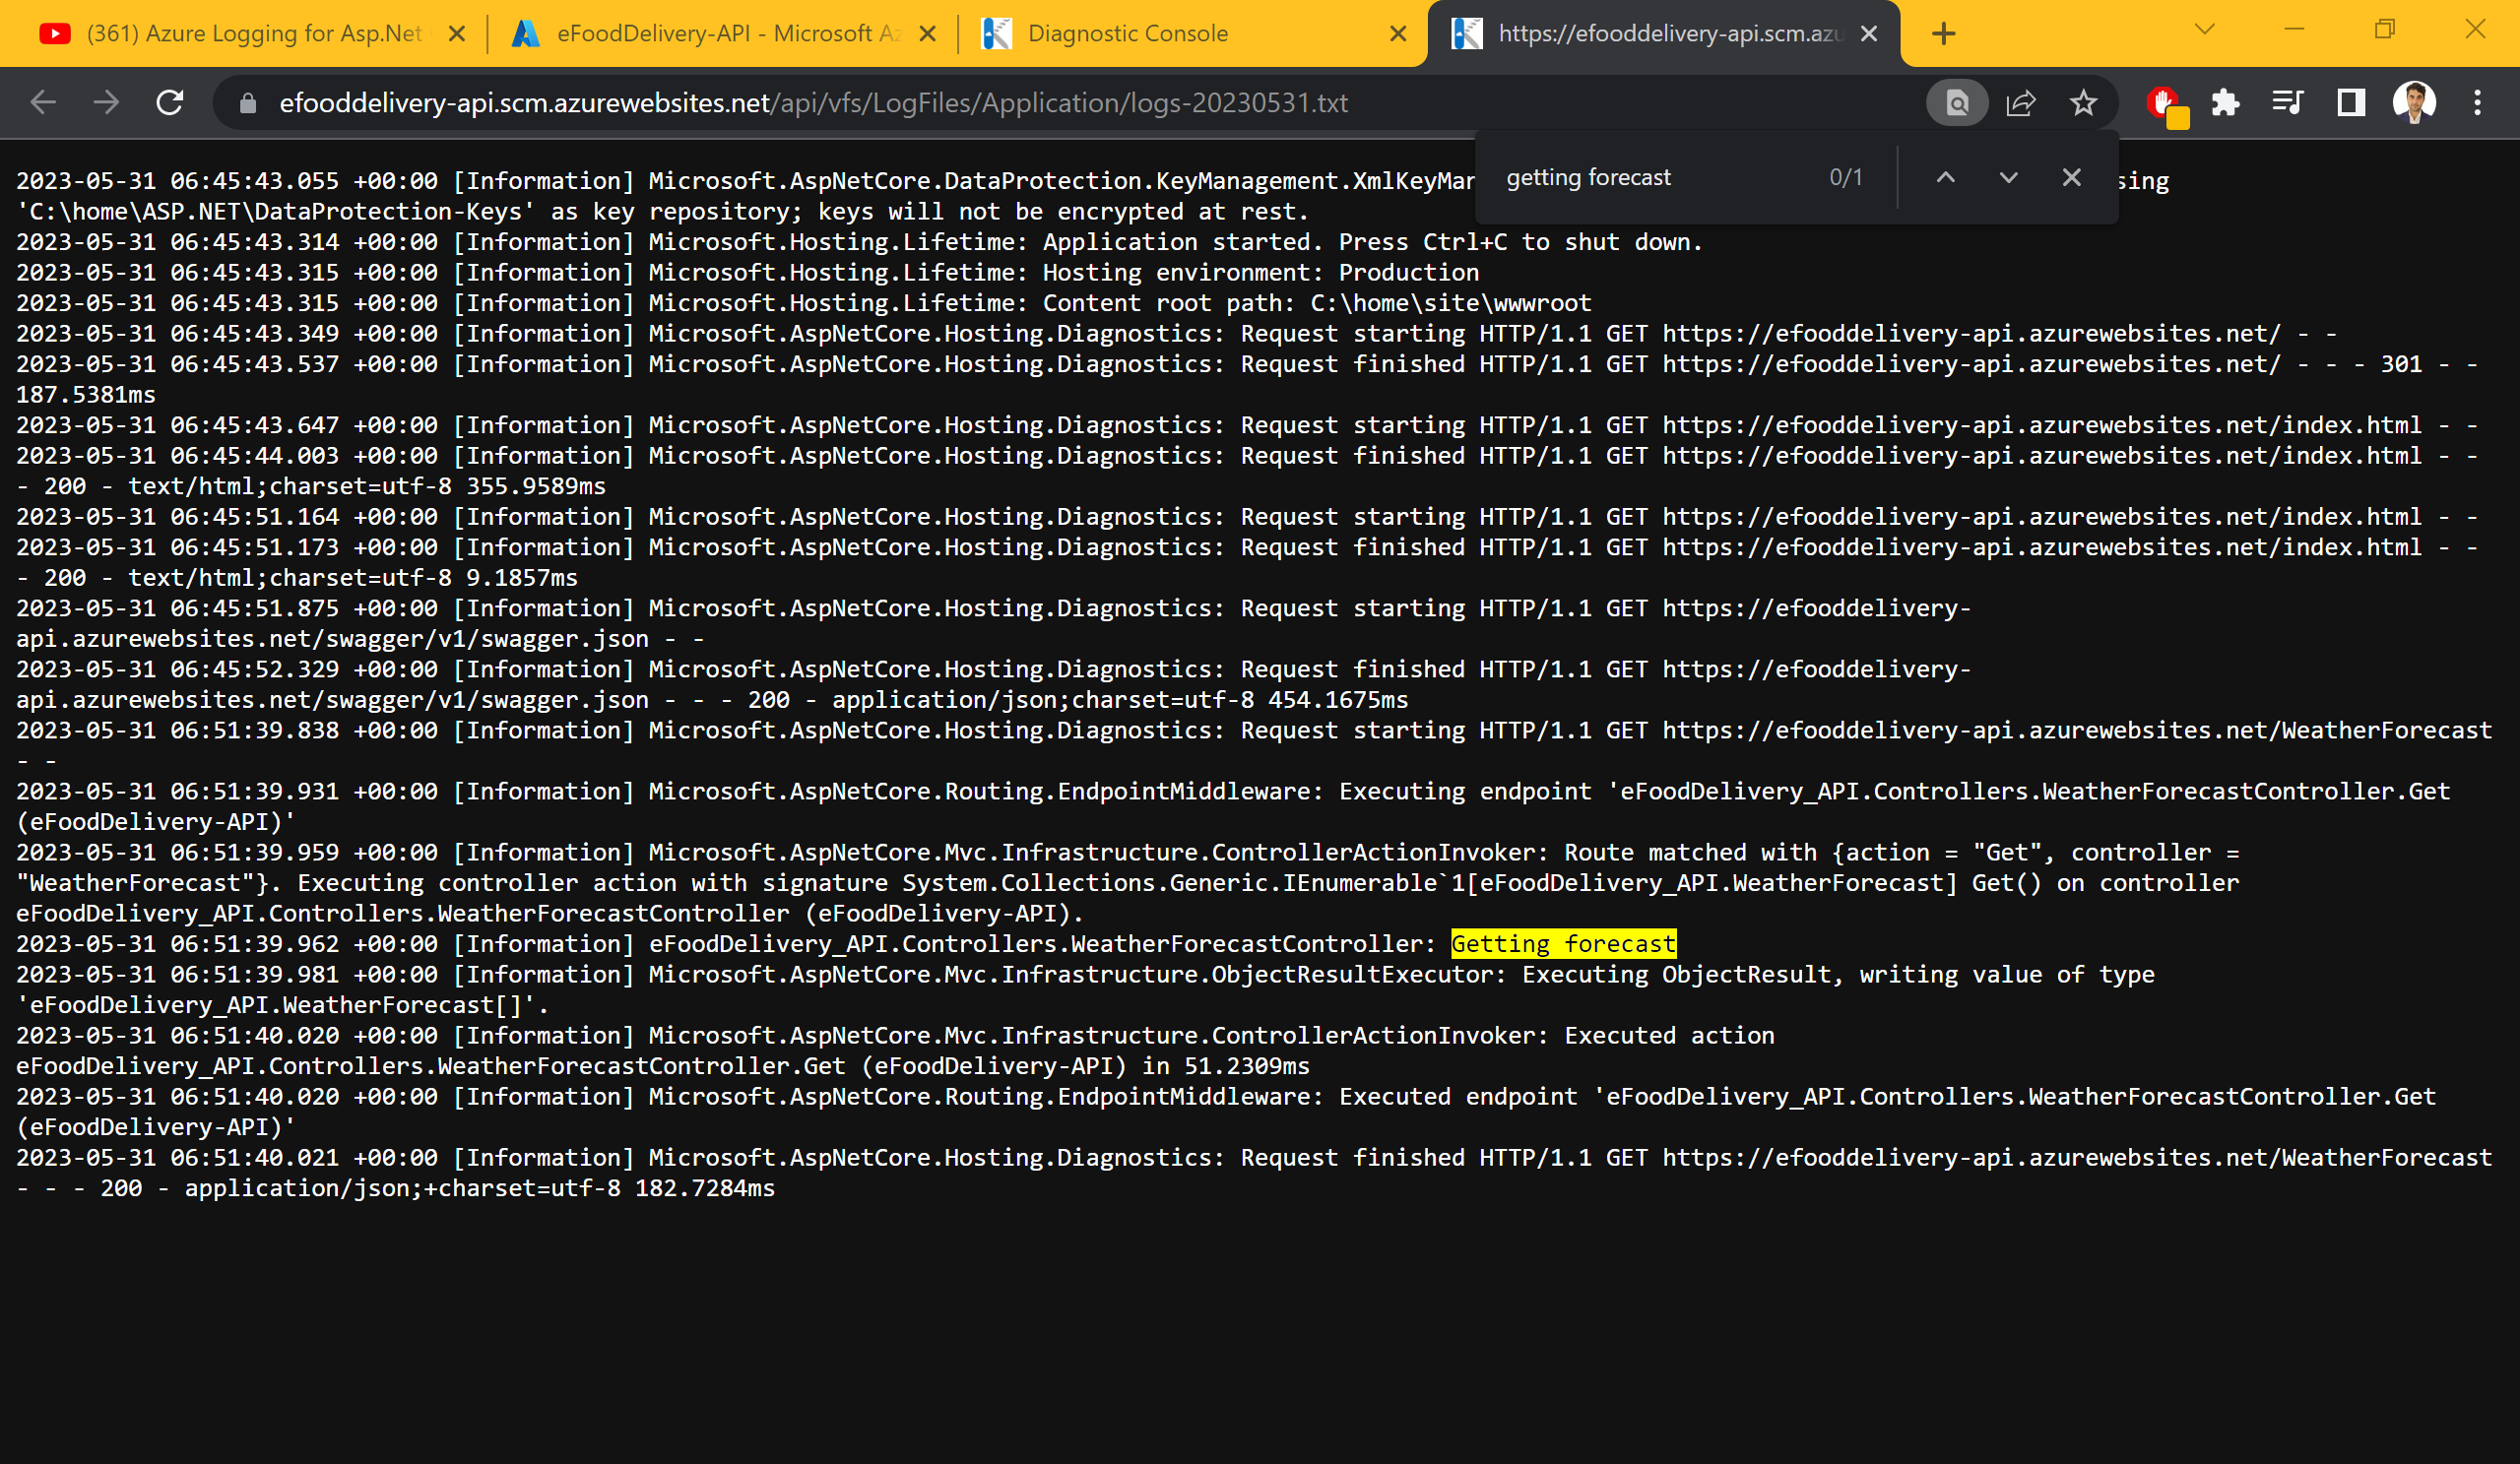 (361) Azure Logging for Asp.Net
eFoodDelivery-API - Microsoft Az
Diagnostic Console
https://efooddelivery-api.scm.azu
efooddelivery-api.scm.azurewebsites.net/api/vfs/LogFiles/Application/logs-20230531.txt
getting forecast 0/1
2023-05-31 06:45:43.055 +00:00 [Information] Microsoft.AspNetCore.DataProtection.KeyManagement.XmlKeyMan sing
'C:\home\ASP.NET\DataProtection-Keys' as key repository; keys will not be encrypted at rest.
2023-05-31 06:45:43.314 +00:00 [Information] Microsoft.Hosting.Lifetime: Application started. Press Ctrl+C to shut down.
2023-05-31 06:45:43.315 +00:00 [Information] Microsoft.Hosting.Lifetime: Hosting environment: Production
2023-05-31 06:45:43.315 +00:00 [Information] Microsoft.Hosting.Lifetime: Content root path: C:\home\site\wwwroot
2023-05-31 06:45:43.349 +00:00 [Information] Microsoft.AspNetCore.Hosting.Diagnostics: Request starting HTTP/1.1 GET https://efooddelivery-api.azurewebsites.net/ - -
2023-05-31 06:45:43.537 +00:00 [Information] Microsoft.AspNetCore.Hosting.Diagnostics: Request finished HTTP/1.1 GET https://efooddelivery-api.azurewebsites.net/ - - - 301 - -
187.5381ms
2023-05-31 06:45:43.647 +00:00 [Information] Microsoft.AspNetCore.Hosting.Diagnostics: Request starting HTTP/1.1 GET https://efooddelivery-api.azurewebsites.net/index.html - -
2023-05-31 06:45:44.003 +00:00 [Information] Microsoft.AspNetCore.Hosting.Diagnostics: Request finished HTTP/1.1 GET https://efooddelivery-api.azurewebsites.net/index.html - -
- 200 - text/html;charset=utf-8 355.9589ms
2023-05-31 06:45:51.164 +00:00 [Information] Microsoft.AspNetCore.Hosting.Diagnostics: Request starting HTTP/1.1 GET https://efooddelivery-api.azurewebsites.net/index.html - -
2023-05-31 06:45:51.173 +00:00 [Information] Microsoft.AspNetCore.Hosting.Diagnostics: Request finished HTTP/1.1 GET https://efooddelivery-api.azurewebsites.net/index.html - -
- 200 - text/html;charset=utf-8 9.1857ms
2023-05-31 06:45:51.875 +00:00 [Information] Microsoft.AspNetCore.Hosting.Diagnostics: Request starting HTTP/1.1 GET https://efooddelivery-
api.azurewebsites.net/swagger/v1/swagger.json - -
2023-05-31 06:45:52.329 +00:00 [Information] Microsoft.AspNetCore.Hosting.Diagnostics: Request finished HTTP/1.1 GET https://efooddelivery-
api.azurewebsites.net/swagger/v1/swagger.json - - - 200 - application/json;charset=utf-8 454.1675ms
2023-05-31 06:51:39.838 +00:00 [Information] Microsoft.AspNetCore.Hosting.Diagnostics: Request starting HTTP/1.1 GET https://efooddelivery-api.azurewebsites.net/WeatherForecast
- -
2023-05-31 06:51:39.931 +00:00 [Information] Microsoft.AspNetCore.Routing.EndpointMiddleware: Executing endpoint 'eFoodDelivery_API.Controllers.WeatherForecastController.Get
(eFoodDelivery-API)'
2023-05-31 06:51:39.959 +00:00 [Information] Microsoft.AspNetCore.Mvc.Infrastructure.ControllerActionInvoker: Route matched with {action = "Get", controller =
"WeatherForecast"}. Executing controller action with signature System.Collections.Generic.IEnumerable`1[eFoodDelivery_API.WeatherForecast] Get() on controller
eFoodDelivery_API.Controllers.WeatherForecastController (eFoodDelivery-API).
2023-05-31 06:51:39.962 +00:00 [Information] eFoodDelivery_API.Controllers.WeatherForecastController: Getting forecast
2023-05-31 06:51:39.981 +00:00 [Information] Microsoft.AspNetCore.Mvc.Infrastructure.ObjectResultExecutor: Executing ObjectResult, writing value of type
'eFoodDelivery_API.WeatherForecast[]'.
2023-05-31 06:51:40.020 +00:00 [Information] Microsoft.AspNetCore.Mvc.Infrastructure.ControllerActionInvoker: Executed action
eFoodDelivery_API.Controllers.WeatherForecastController.Get (eFoodDelivery-API) in 51.2309ms
2023-05-31 06:51:40.020 +00:00 [Information] Microsoft.AspNetCore.Routing.EndpointMiddleware: Executed endpoint 'eFoodDelivery_API.Controllers.WeatherForecastController.Get
(eFoodDelivery-API)'
2023-05-31 06:51:40.021 +00:00 [Information] Microsoft.AspNetCore.Hosting.Diagnostics: Request finished HTTP/1.1 GET https://efooddelivery-api.azurewebsites.net/WeatherForecast
- - - 200 - application/json;+charset=utf-8 182.7284ms